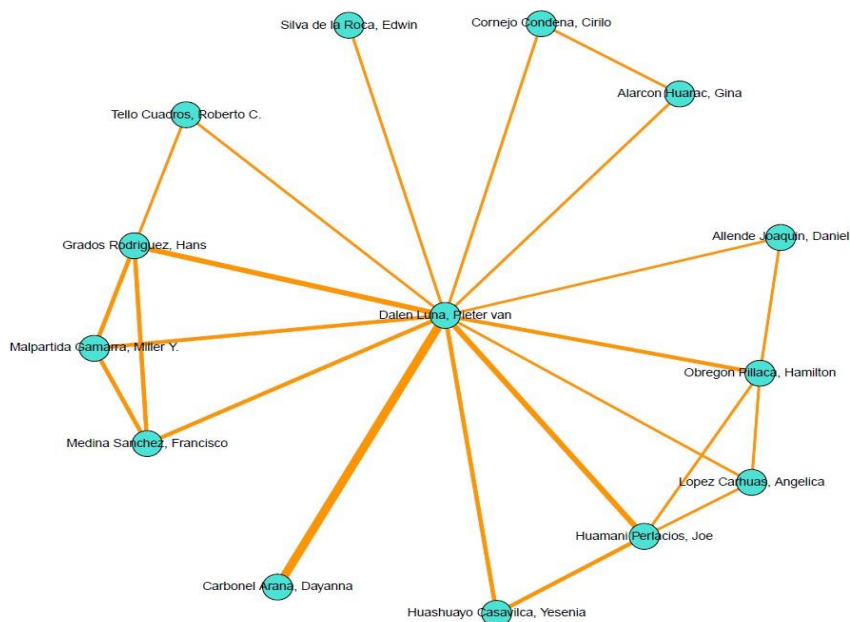 Silva de la Roca, Edwin
Cornejo Condena, Cirilo
Alarcon Huarac, Gina
Tello Cuadros, Roberto C.
Allende Joaquin, Daniel
Grados Rodriguez, Hans
Dalen Luna, Pieter van
Malpartida Gamarra, Miller Y.
Obregon Pillaca, Hamilton
Medina Sanchez, Francisco
Lopez Carhuas, Angelica
Huamani Perlacios, Joe
Carbonel Arana, Dayanna
Huashuayo Casavilca, Yesenia